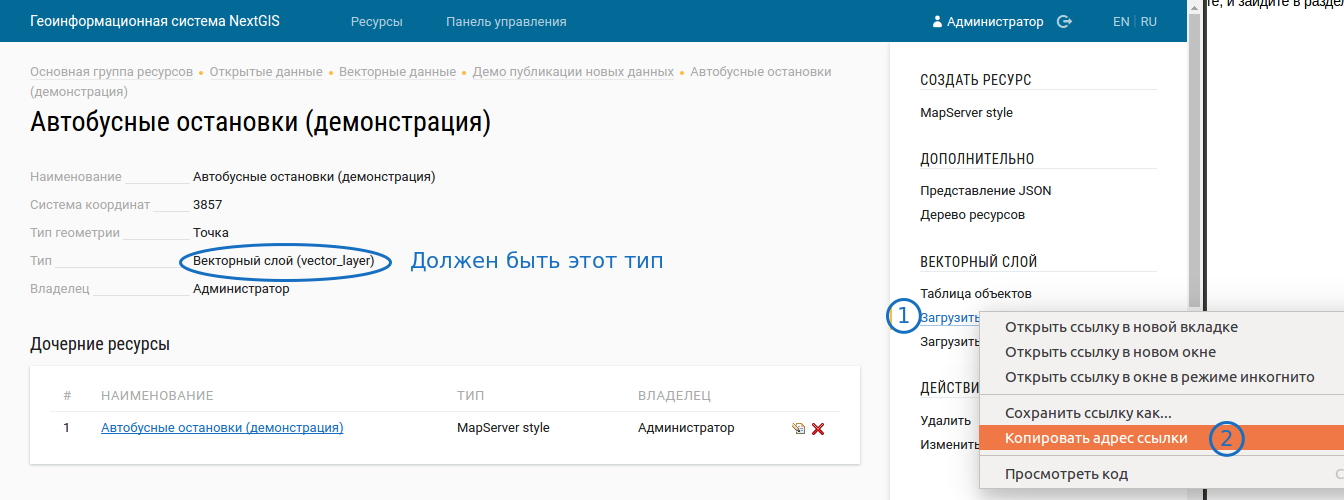 Геоинформационная система NextGIS
Ресурсы
Панель управления
Администратор
EN RU
те, и зайдите в раздел
Основная группа ресурсов • Открытые данные • Векторные данные • Демо публикации новых данных • Автобусные остановки
(демонстрация)
Автобусные остановки (демонстрация)
Наименование Автобусные остановки (демонстрация)
Система координат 3857
Тип геометрии Точка
Тип Векторный слой (vector_layer)
Должен быть этот тип
Владелец Администратор
Дочерние ресурсы
# НАИМЕНОВАНИЕ ТИП ВЛАДЕЛЕЦ
1 Автобусные остановки (демонстрация) MapServer style Администратор
СОЗДАТЬ РЕСУРС
MapServer style
ДОПОЛНИТЕЛЬНО
Представление JSON
Дерево ресурсов
ВЕКТОРНЫЙ СЛОЙ
Таблица объектов
1 Загрузить
Загрузить
ДЕЙСТВИ
Удалить
Изменить
Открыть ссылку в новой вкладке
Открыть ссылку в новом окне
Открыть ссылку в окне в режиме инкогнито
Сохранить ссылку как...
Копировать адрес ссылки 2
Просмотреть код